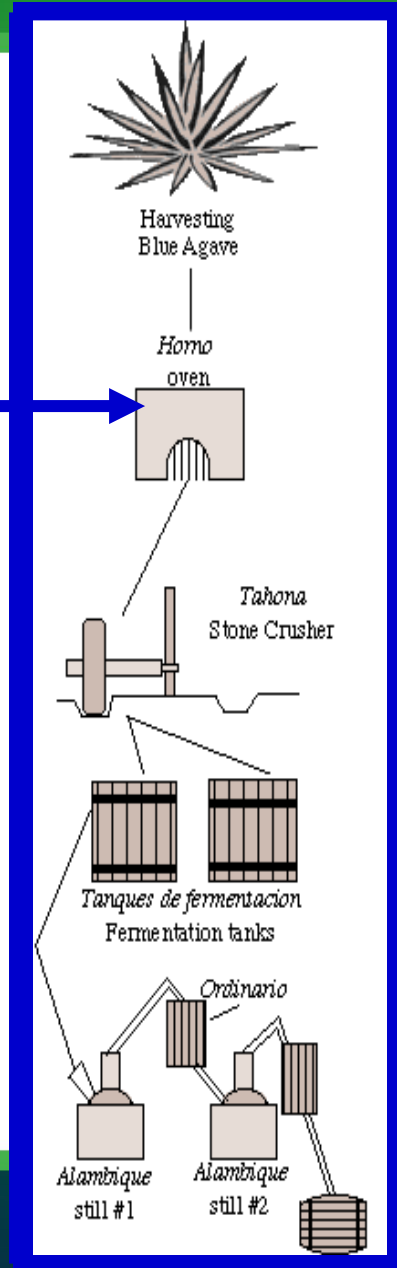 Harvesting
Blue Agave
Horno
oven
Tahona
Stone Crusher
Tanques de fermentacion
Fermentation tanks
Ordinario
Alambique
still #1
Alambique
still #2